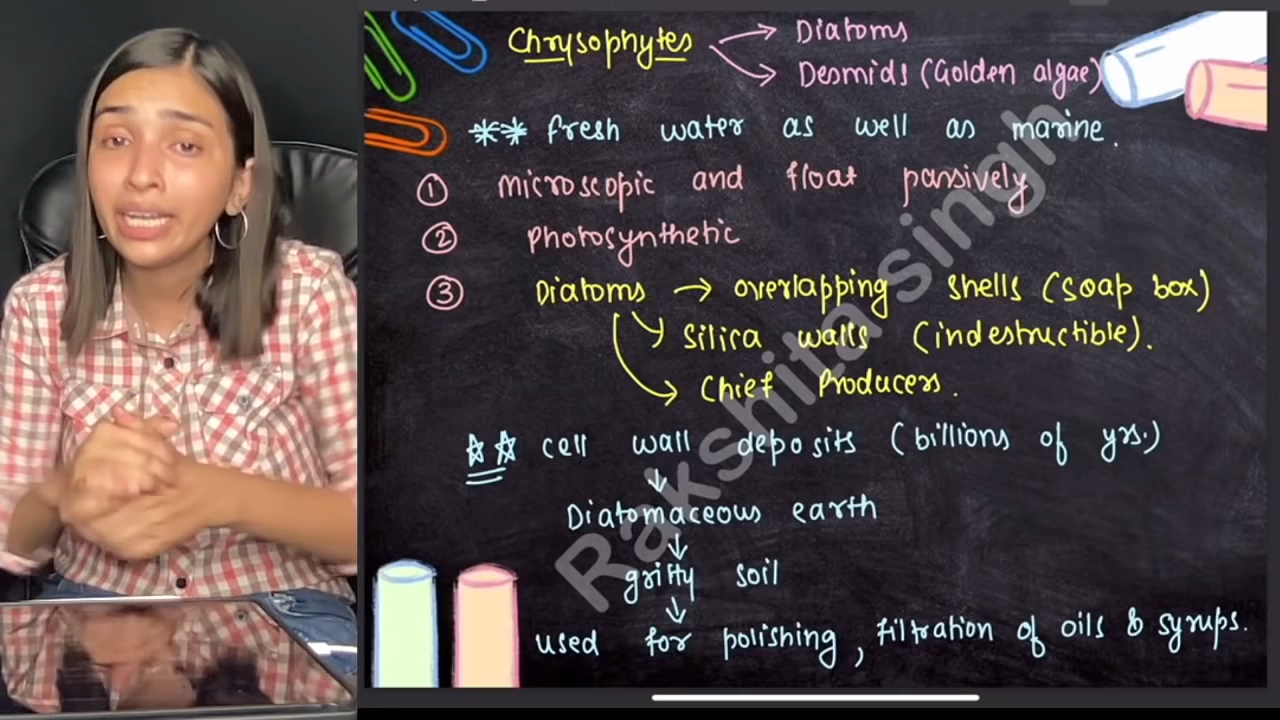 Chrysophytes → Diatoms
→ Desmids (Golden algae)
** fresh water as well as marine.
① microscopic and float passively
② Photosynthetic
③ Diatoms → overlapping shells (soap box)
→ Silica walls (indestructible).
→ Chief Producers.
☆☆ cell wall deposits (billions of yrs.)
↓
Diatomaceous earth
↓
gritty soil
↓
used for polishing, filtration of oils & syrups.
Rakshita singh